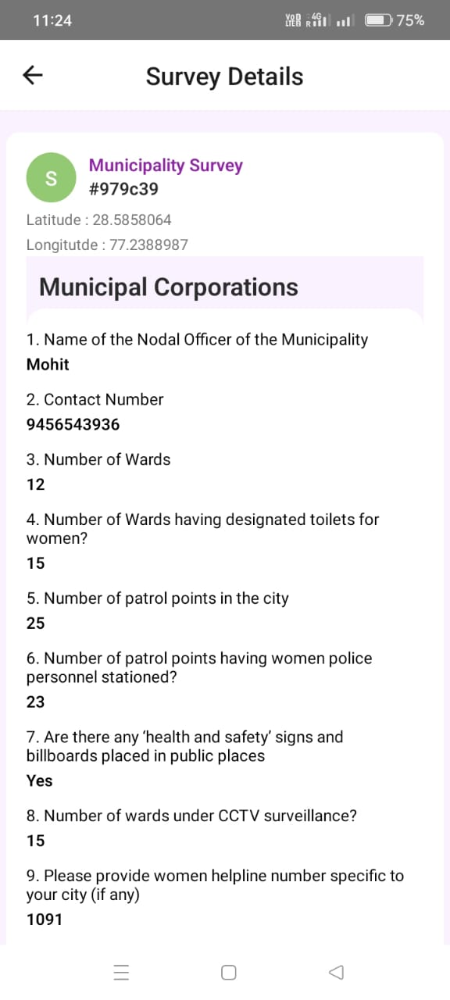 11:24
75%
Survey Details
S
Municipality Survey
#979c39
Latitude : 28.5858064
Longitutde : 77.2388987
Municipal Corporations
1. Name of the Nodal Officer of the Municipality
Mohit
2. Contact Number
9456543936
3. Number of Wards
12
4. Number of Wards having designated toilets for
women?
15
5. Number of patrol points in the city
25
6. Number of patrol points having women police
personnel stationed?
23
7. Are there any ‘health and safety’ signs and
billboards placed in public places
Yes
8. Number of wards under CCTV surveillance?
15
9. Please provide women helpline number specific to
your city (if any)
1091